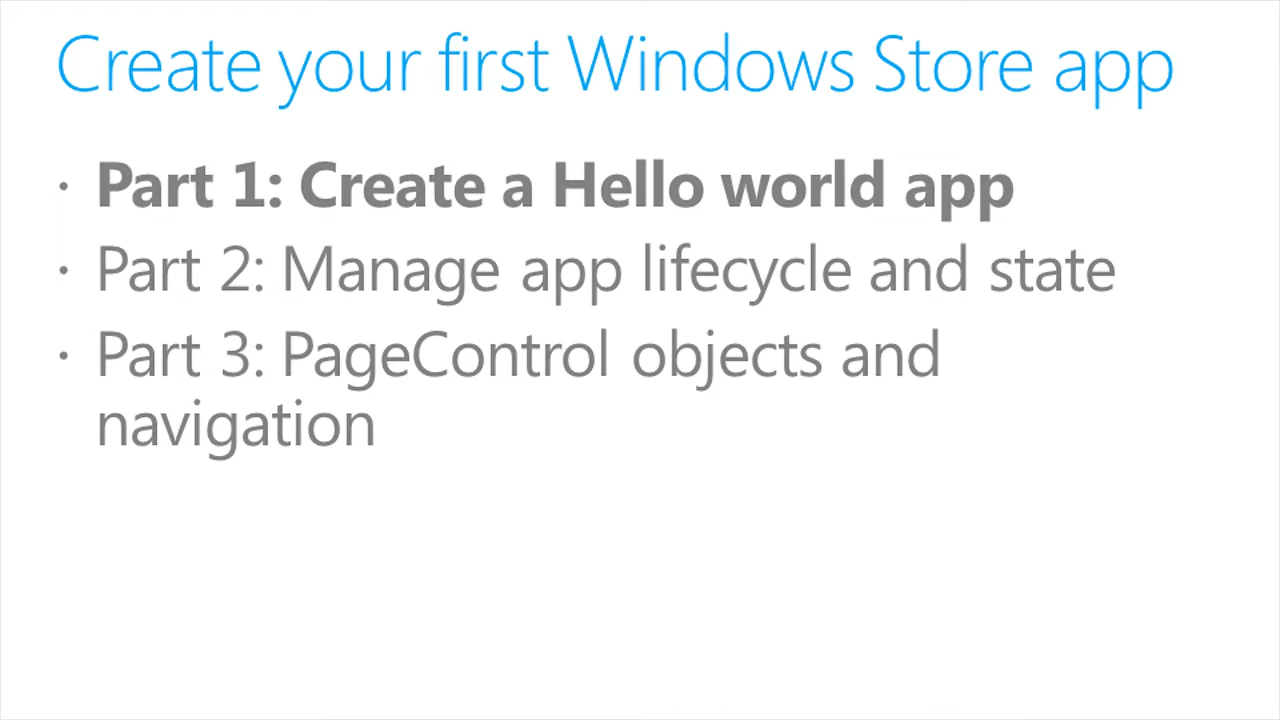 Create your first Windows Store app
· Part 1: Create a Hello world app
· Part 2: Manage app lifecycle and state
· Part 3: PageControl objects and
navigation